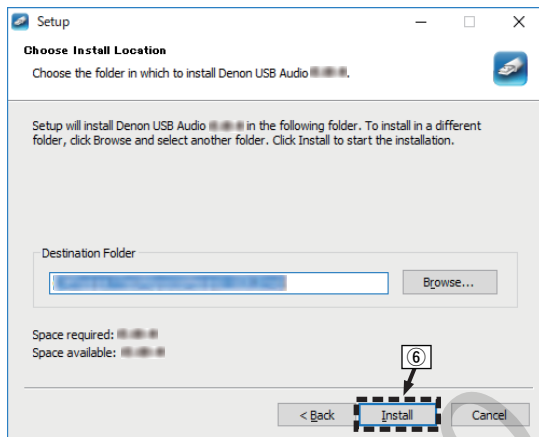 Setup
Choose Install Location
Choose the folder in which to install Denon USB Audio
Setup will install Denon USB Audio in the following folder. To install in a different
folder, click Browse and select another folder. Click Install to start the installation.
Destination Folder
Browse...
Space required:
Space available:
⑥
< Back
Install
Cancel